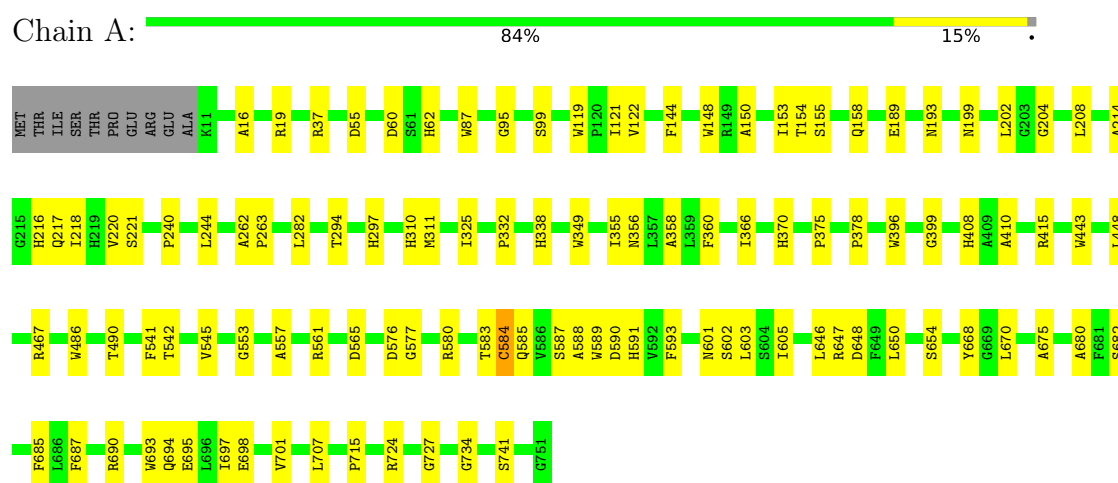 Chain A:
84% 15% •
MET THR ILE SER THR PRO GLU ARG GLU ALA K11 A16 R19 R37 D55 D60 S61 H62 W87 G95 S99 W119 P120 I121 V122 F144 W148 R149 A150 I153 T154 S155 Q158 E189 N193 N199 L202 G203 G204 L208 A214
G215 H216 Q217 I218 H219 V220 S221 P240 L244 A262 P263 L282 T294 H297 H310 M311 I325 P332 H338 W349 I355 N356 L357 A358 L359 F360 I366 H370 P375 P378 W396 G399 H408 A409 A410 R415 W443 L448
R467 W486 T490 F541 T542 V545 G553 A557 R561 D565 D576 G577 R580 T583 C584 Q585 V586 S587 A588 W589 D590 H591 V592 F593 N601 S602 L603 S604 I605 L646 R647 D648 F649 L650 S654 Y668 G669 L670 A675 A680 F681 S682
F685 L686 F687 R690 W693 Q694 E695 L696 I697 E698 V701 L707 P715 R724 G727 G734 S741 G751